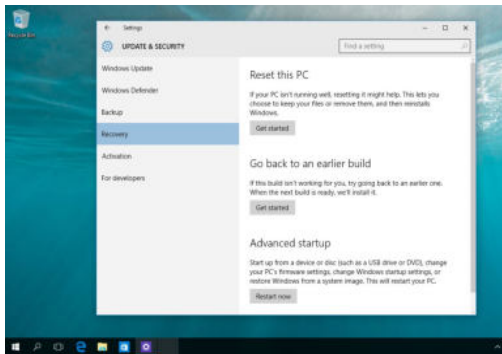 Recycle Bin
Settings
UPDATE & SECURITY
Find a setting
Windows Update
Windows Defender
Backup
Recovery
Activation
For developers
Reset this PC
If your PC isn't running well, resetting it might help. This lets you
choose to keep your files or remove them, and then reinstalls
Windows.
Get started
Go back to an earlier build
If this build isn't working for you, try going back to an earlier one.
When the next build is ready, we'll install it.
Get started
Advanced startup
Start up from a device or disc (such as a USB drive or DVD), change
your PC's firmware settings, change Windows startup settings, or
restore Windows from a system image. This will restart your PC.
Restart now